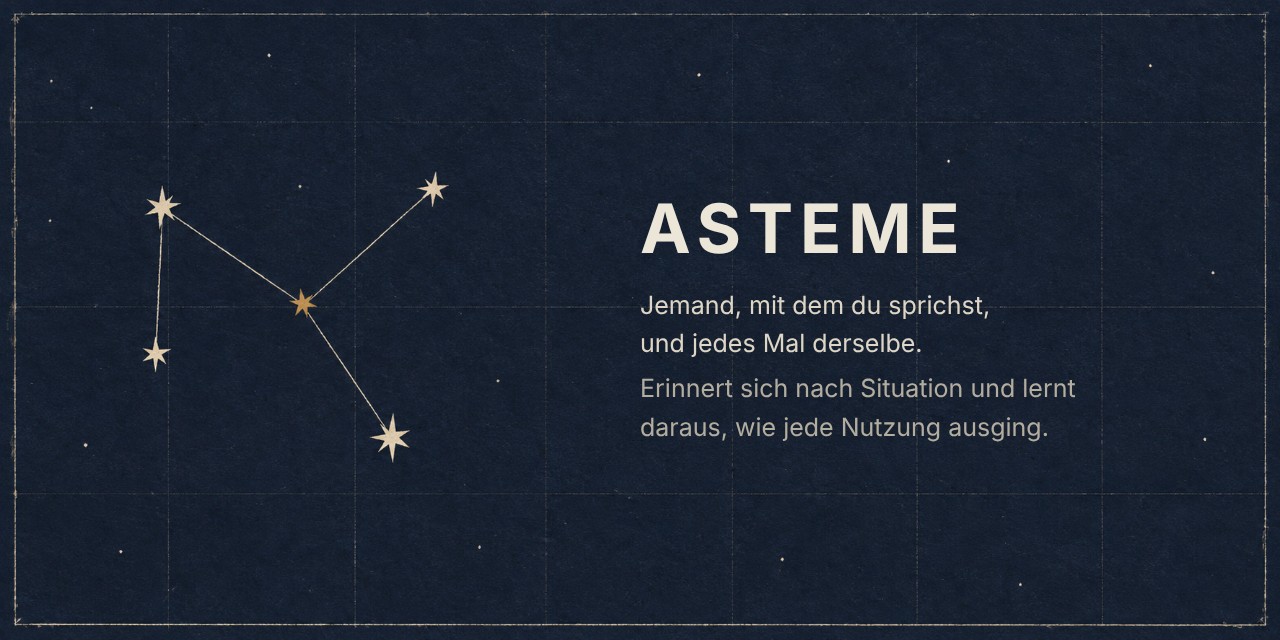 ASTEME
Jemand, mit dem du sprichst,
und jedes Mal derselbe.
Erinnert sich nach Situation und lernt
daraus, wie jede Nutzung ausging.